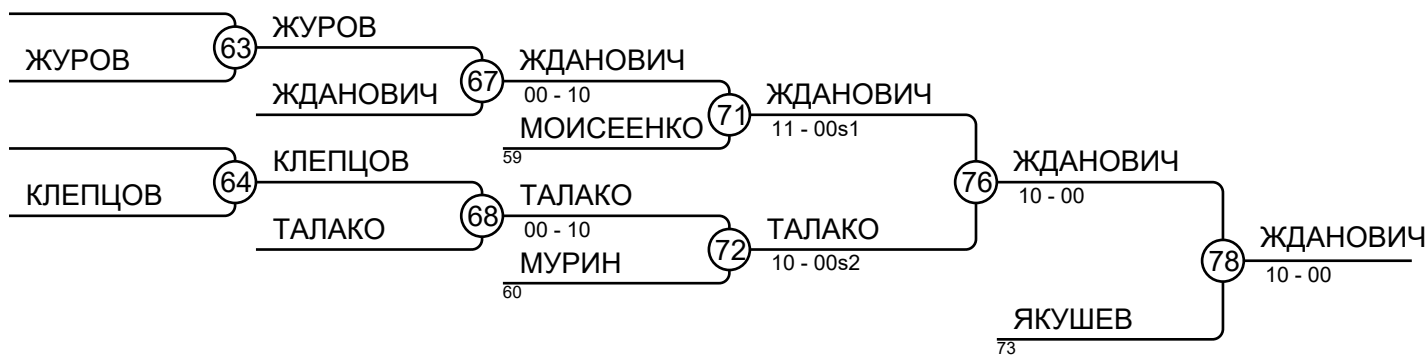 ЖУРОВ
63
ЖУРОВ
ЖДАНОВИЧ
67
ЖДАНОВИЧ
00 - 10
МОИСЕЕНКО
59
71
ЖДАНОВИЧ
11 - 00s1
КЛЕПЦОВ
64
КЛЕПЦОВ
ТАЛАКО
68
ТАЛАКО
00 - 10
МУРИН
60
72
ТАЛАКО
10 - 00s2
76
ЖДАНОВИЧ
10 - 00
ЯКУШЕВ
73
78
ЖДАНОВИЧ
10 - 00